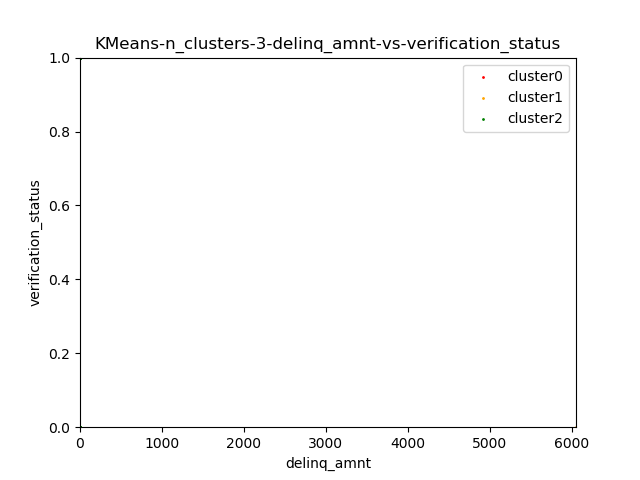 KMeans-n_clusters-3-delinq_amnt-vs-verification_status
cluster0
cluster1
cluster2
1.0
0.8
0.6
0.4
0.2
0.0
verification_status
0 1000 2000 3000 4000 5000 6000
delinq_amnt